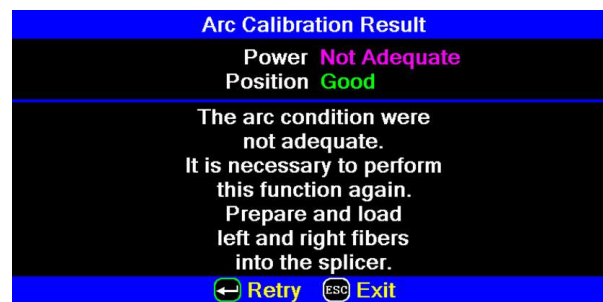 Arc Calibration Result
Power Not Adequate
Position Good
The arc condition were
not adequate.
It is necessary to perform
this function again.
Prepare and load
left and right fibers
into the splicer.
Retry ESC Exit